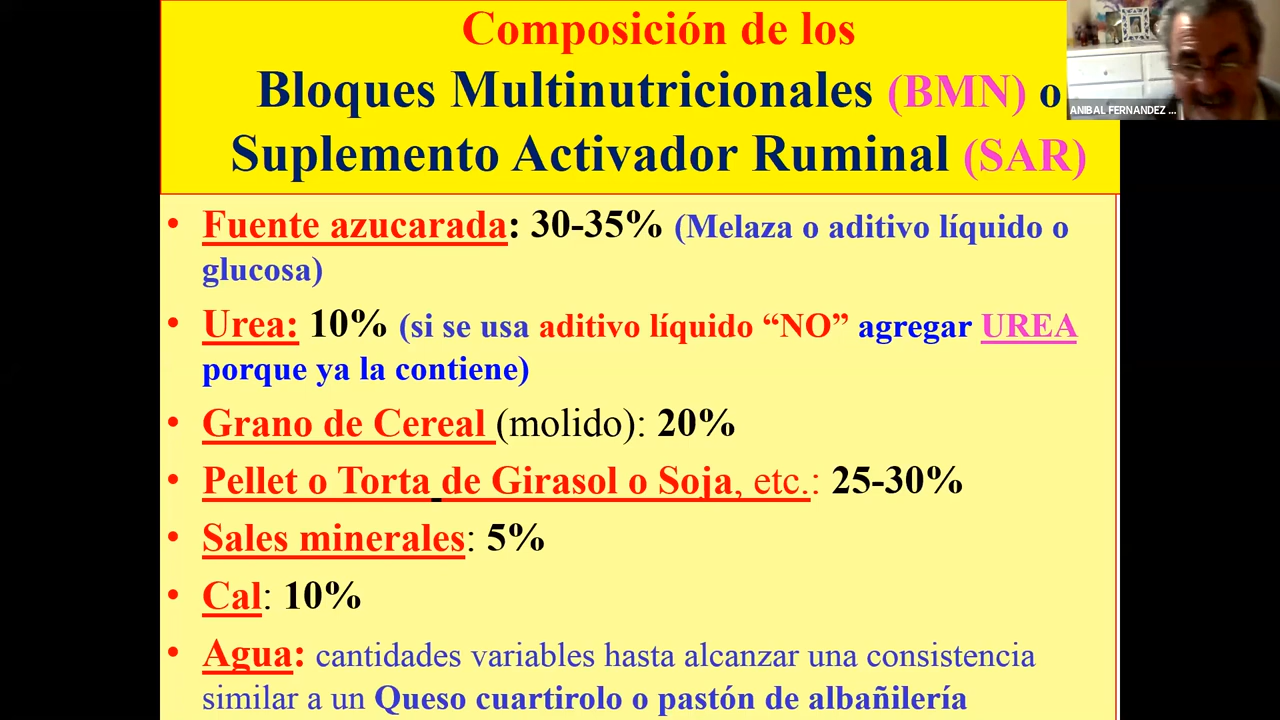 Composición de los
Bloques Multinutricionales (BMN) o
Suplemento Activador Ruminal (SAR)
ANIBAL FERNANDEZ ...
• Fuente azucarada: 30-35% (Melaza o aditivo líquido o
glucosa)
• Urea: 10% (si se usa aditivo líquido “NO” agregar UREA
porque ya la contiene)
• Grano de Cereal (molido): 20%
• Pellet o Torta de Girasol o Soja, etc.: 25-30%
• Sales minerales: 5%
• Cal: 10%
• Agua: cantidades variables hasta alcanzar una consistencia
similar a un Queso cuartirolo o pastón de albañilería